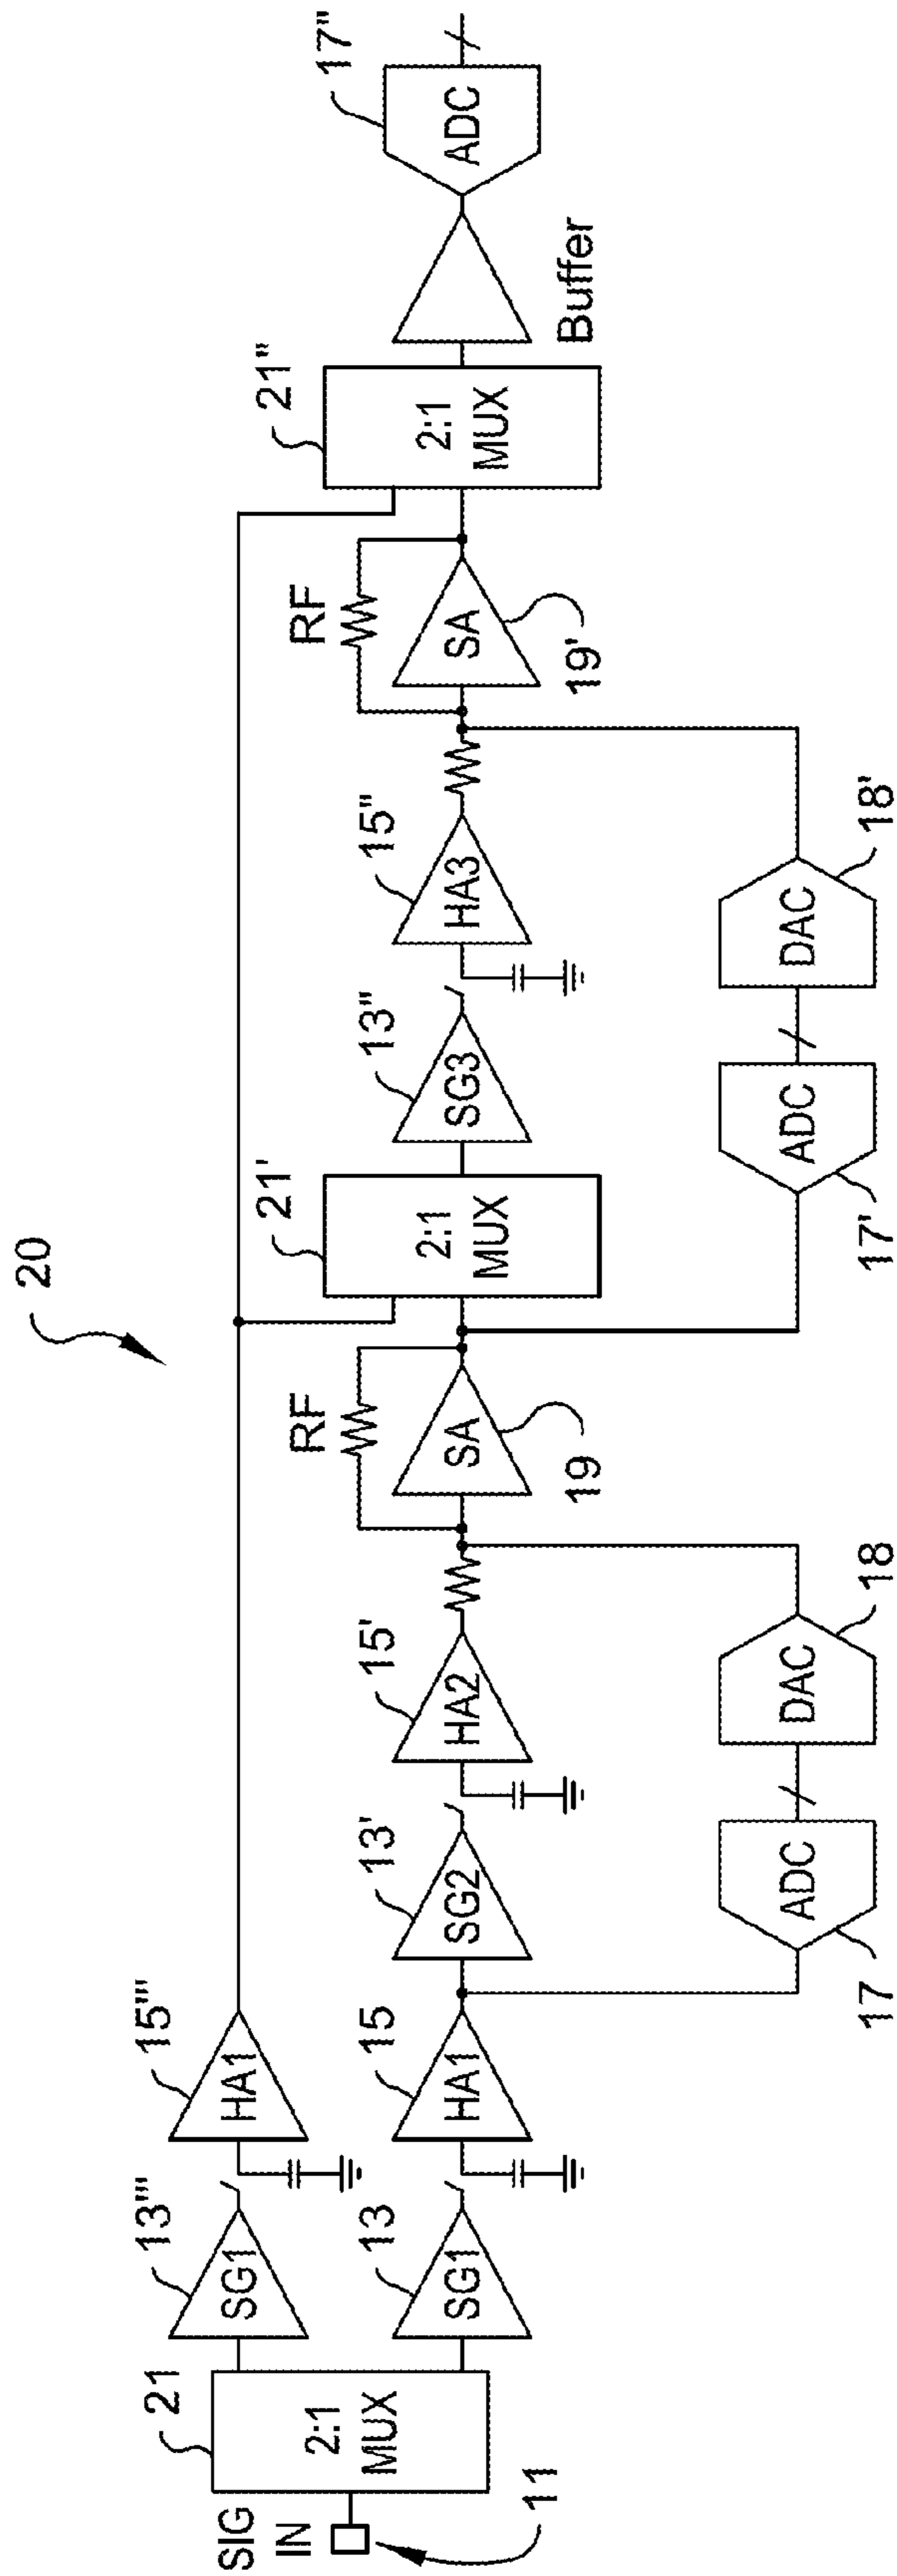 20
SIG
IN
11
21
2:1
MUX
13'''
SG1
15'''
HA1
13
SG1
15
HA1
13'
SG2
15'
HA2
RF
SA
19
21'
2:1
MUX
13"
SG3
15"
HA3
RF
SA
19'
21"
2:1
MUX
Buffer
17"
ADC
17
ADC
DAC
18
17'
ADC
DAC
18'